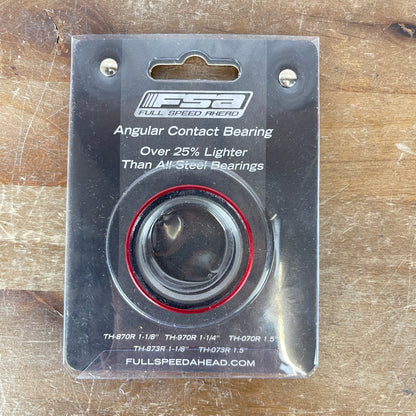 FSA
FULL SPEED AHEAD
Angular Contact Bearing
Over 25% Lighter
Than All-Steel Bearings
TH-870R 1-1/8" TH-970R 1-1/4" TH-070R 1.5"
TH-873R 1-1/8" TH-073R 1.5"
FULLSPEEDAHEAD.COM